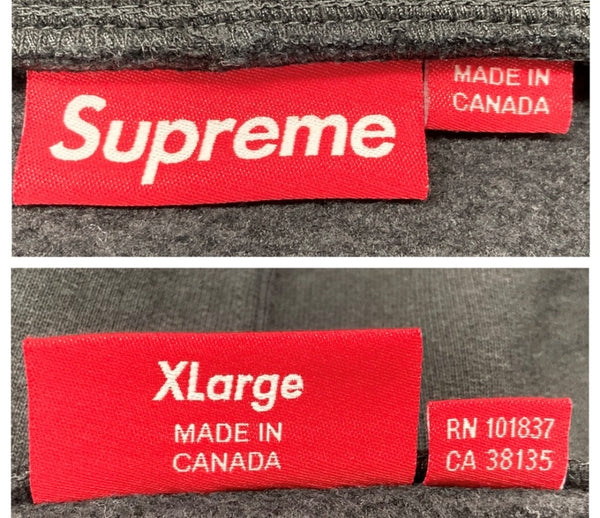 Supreme
MADE IN
CANADA
XLarge
MADE IN
CANADA
RN 101837
CA 38135